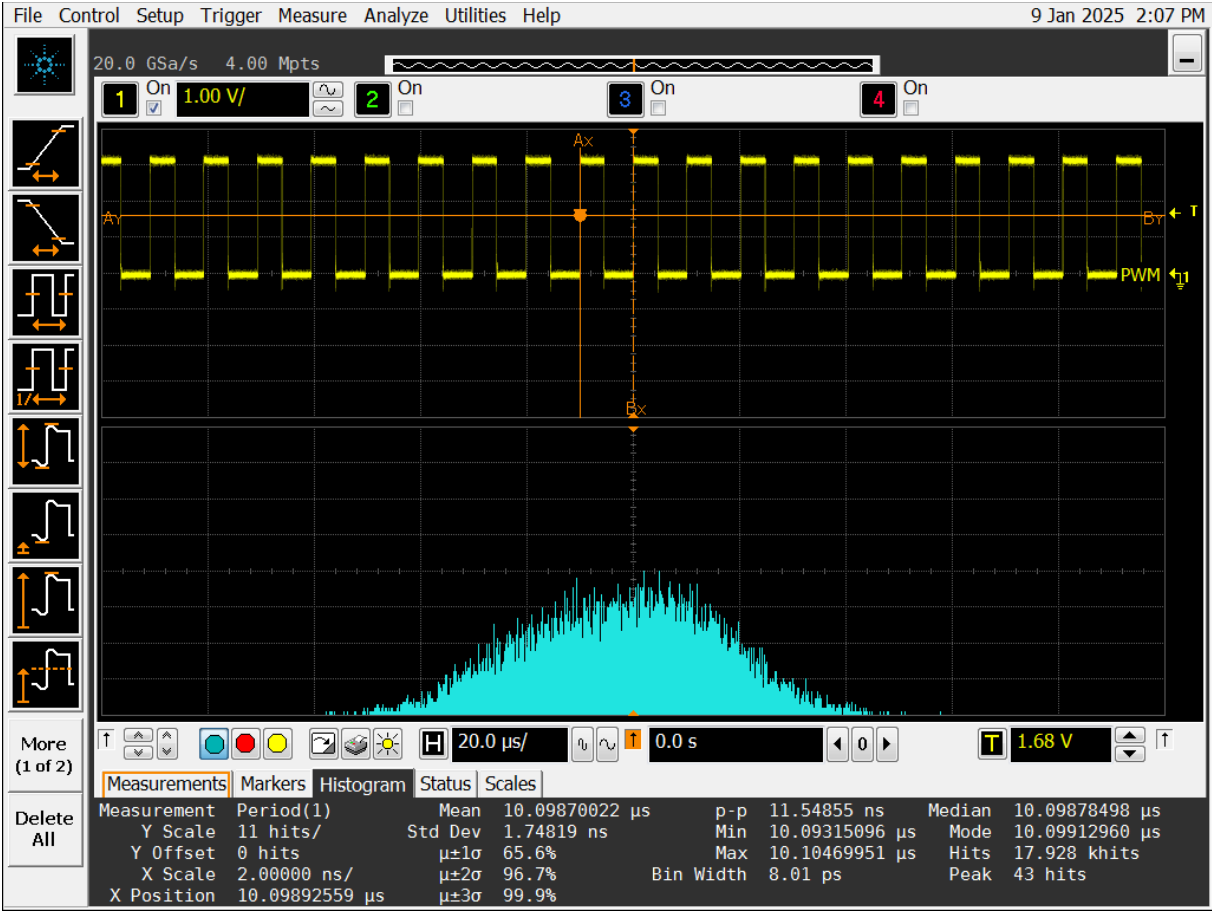 File Control Setup Trigger Measure Analyze Utilities Help 9 Jan 2025 2:07 PM
20.0 GSa/s 4.00 Mpts
1 On 1.00 V/ 2 On 3 On 4 On
Ax
AY BY T
PWM 1
Bx
1/
More
(1 of 2)
Delete
All
H 20.0 µs/ 0.0 s 0 T 1.68 V
Measurements Markers Histogram Status Scales
Measurement Period(1) Mean 10.09870022 µs p-p 11.54855 ns Median 10.09878498 µs
Y Scale 11 hits/ Std Dev 1.74819 ns Min 10.09315096 µs Mode 10.09912960 µs
Y Offset 0 hits µ±1σ 65.6% Max 10.10469951 µs Hits 17.928 khits
X Scale 2.00000 ns/ µ±2σ 96.7% Bin Width 8.01 ps Peak 43 hits
X Position 10.09892559 µs µ±3σ 99.9%